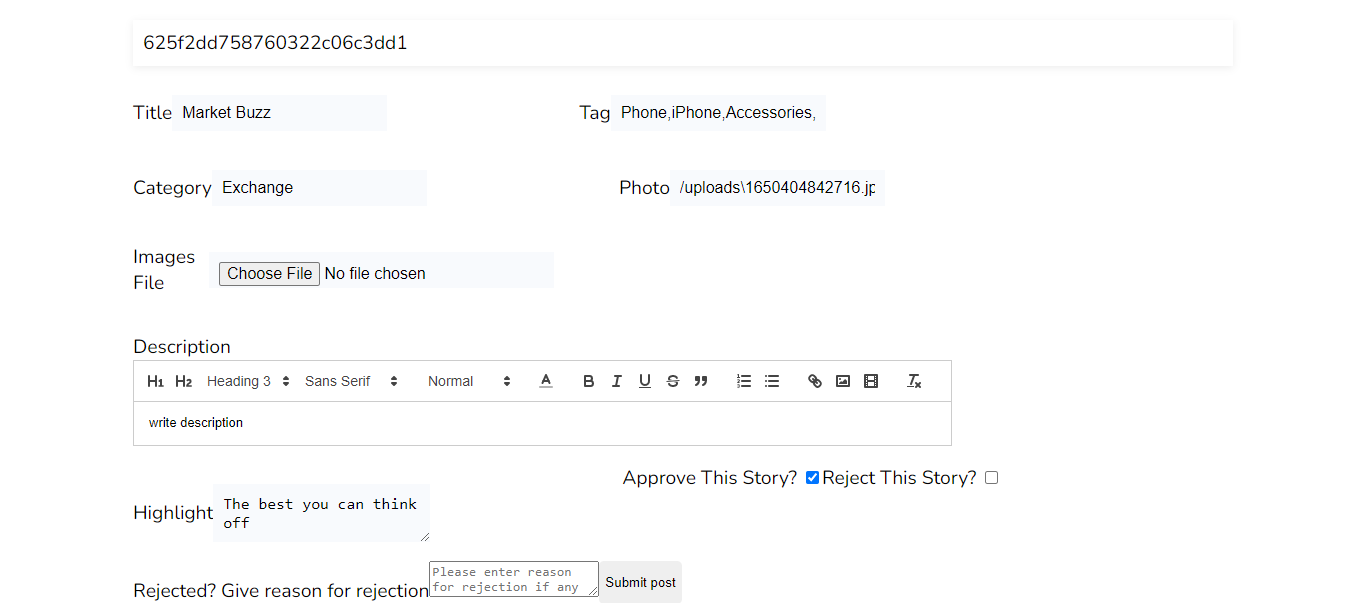 625f2dd758760322c06c3dd1
Title Market Buzz Tag Phone,iPhone,Accessories,
Category Exchange Photo /uploads\1650404842716.jp
Images
File
Choose File No file chosen
Description
H1 H2 Heading 3 Sans Serif Normal A B I U S ” Tx
write description
Approve This Story? Reject This Story?
Highlight The best you can think
off
Rejected? Give reason for rejection Please enter reason
for rejection if any
Submit post